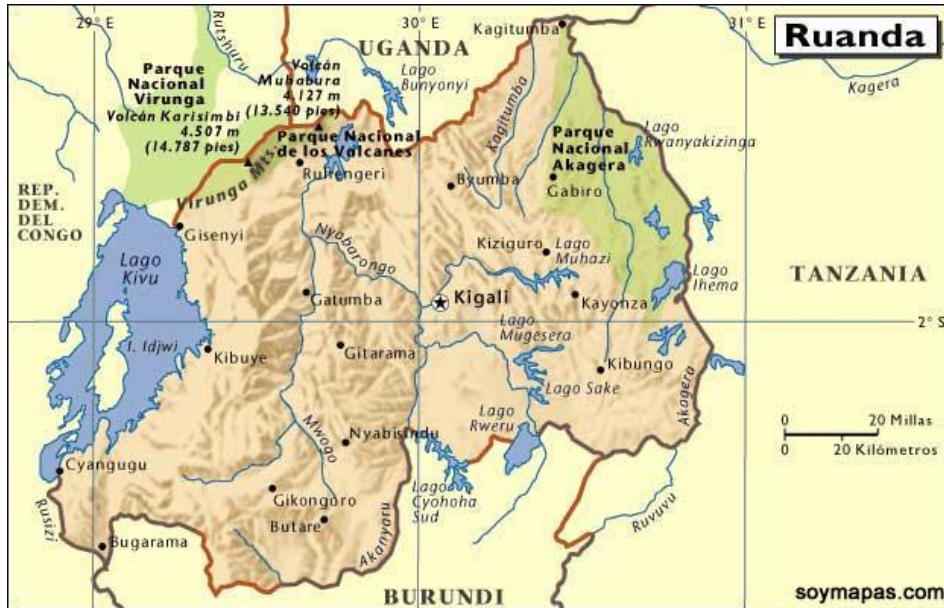 29° E
30° E
31° E
Ruanda
Rutshuru
UGANDA
Kagitumba
Lago
Bunyonyi
Kagera
Parque
Nacional
Virunga
Volcán
Muhabura
4.127 m
(13.540 pies)
Volcán Karisimbi
4.507 m
(14.787 pies)
Parque Nacional
de los Volcanes
Virunga Mts.
Ruhengeri
Kagitumba
Byumba
Parque
Nacional
Akagera
Gabiro
Lago
Rwanyakizinga
REP.
DEM.
DEL
CONGO
Gisenyi
Nyabarongo
Kiziguro
Lago
Muhazi
Lago
Kivu
Lago
Ihema
TANZANIA
Gatumba
Kigali
Kayonza
2° S
I. Idjwi
Kibuye
Gitarama
Lago
Mugesera
Kibungo
Lago Sake
Akagera
Lago
Rweru
0 20 Millas
0 20 Kilómetros
Mwogo
Nyabisindu
Cyangugu
Rusizi
Gikongoro
Butare
Lago
Cyohoha
Sud
Akanyaru
Ruvuvu
Bugarama
BURUNDI
soymapas.com